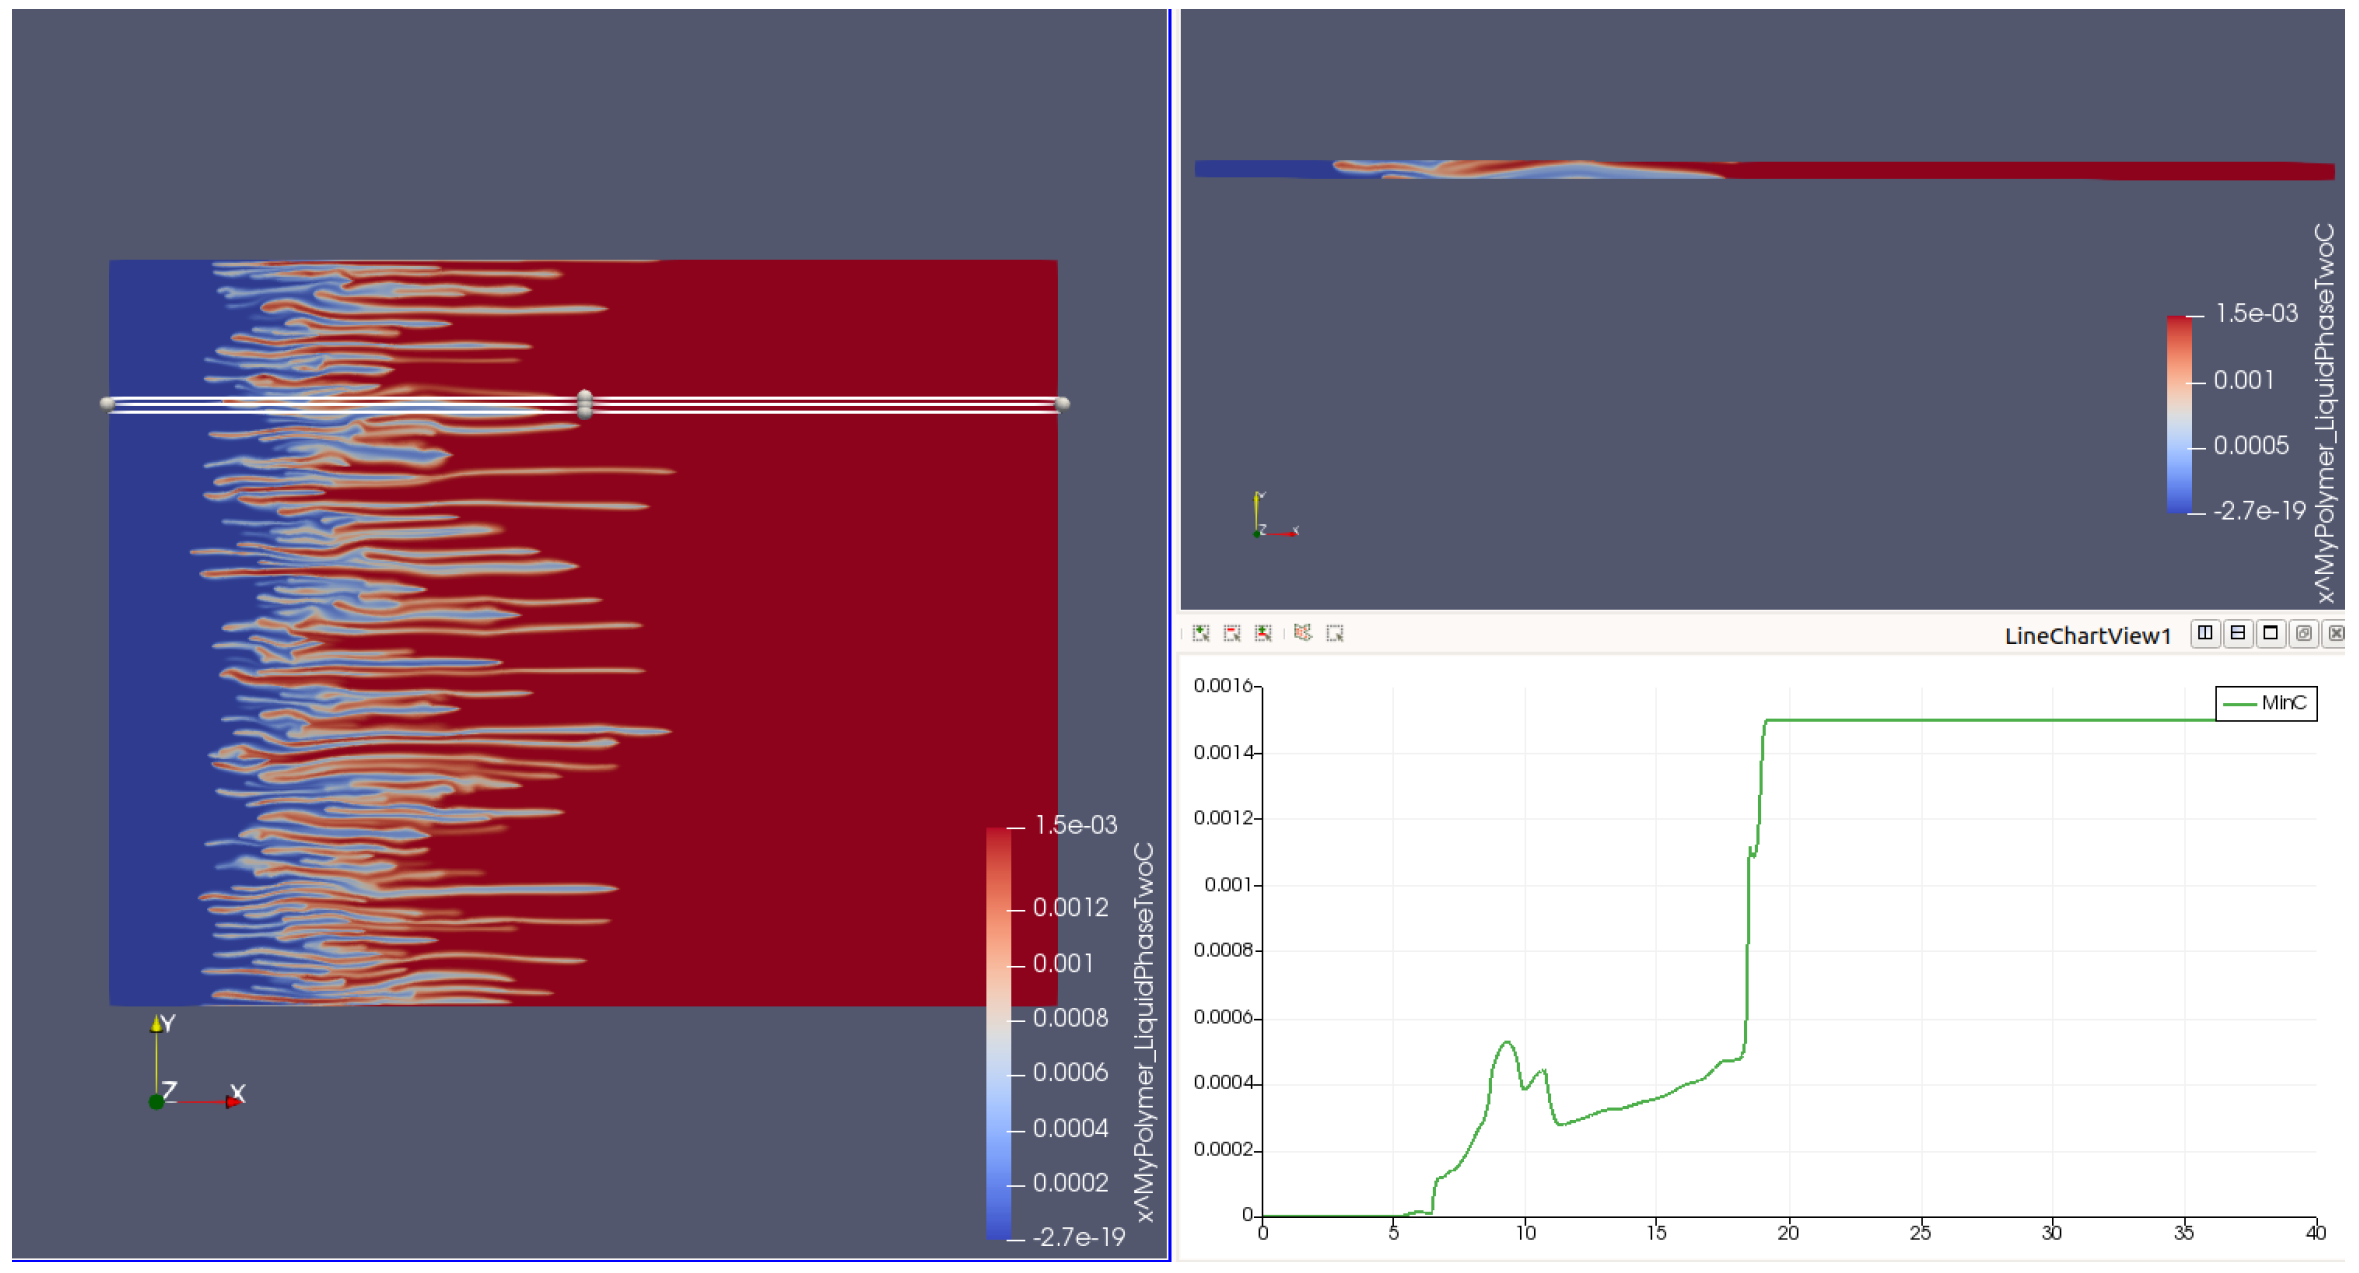 1.5e-03
0.0012
0.001
0.0008
0.0006
0.0004
0.0002
-2.7e-19
x^MyPolymer_LiquidPhaseTwoC
Y
Z
X
1.5e-03
0.001
0.0005
-2.7e-19
x^MyPolymer_LiquidPhaseTwoC
Y
Z
X
LineChartView1
MinC
0.0016
0.0014
0.0012
0.001
0.0008
0.0006
0.0004
0.0002
0
0 5 10 15 20 25 30 35 40